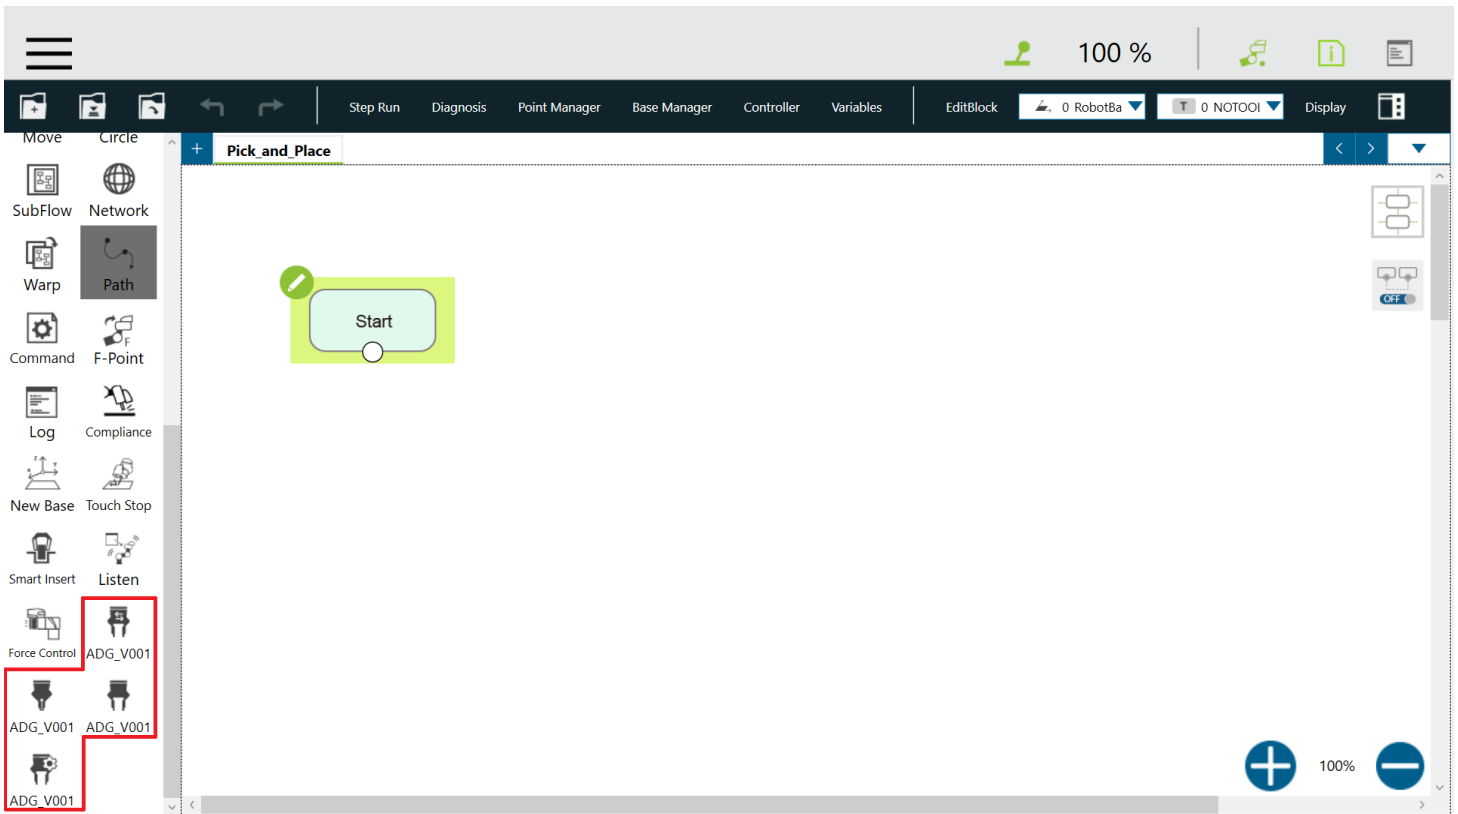 100 %
Step Run Diagnosis Point Manager Base Manager Controller Variables EditBlock 0 RobotBa T 0 NOTOOl Display
Move Circle
+ Pick_and_Place
SubFlow Network
Warp Path
Start
OFF
Command F-Point
F
Log Compliance
New Base Touch Stop
Smart Insert Listen
Force Control ADG_V001
ADG_V001 ADG_V001
ADG_V001
100%